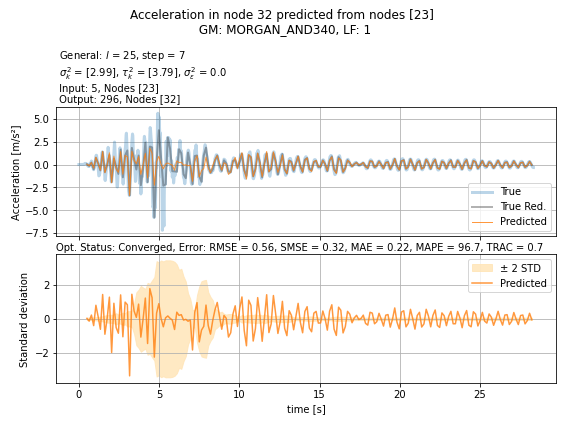 Acceleration in node 32 predicted from nodes [23]
GM: MORGAN_AND340, LF: 1
General: l = 25, step = 7
σ²ₖ = [2.99], τ²ₖ = [3.79], σ²ε = 0.0
Input: 5, Nodes [23]
Output: 296, Nodes [32]
Acceleration [m/s²]
5.0
2.5
0.0
−2.5
−5.0
−7.5
True
True Red.
Predicted
Opt. Status: Converged, Error: RMSE = 0.56, SMSE = 0.32, MAE = 0.22, MAPE = 96.7, TRAC = 0.7
Standard deviation
2
0
−2
± 2 STD
Predicted
0 5 10 15 20 25
time [s]